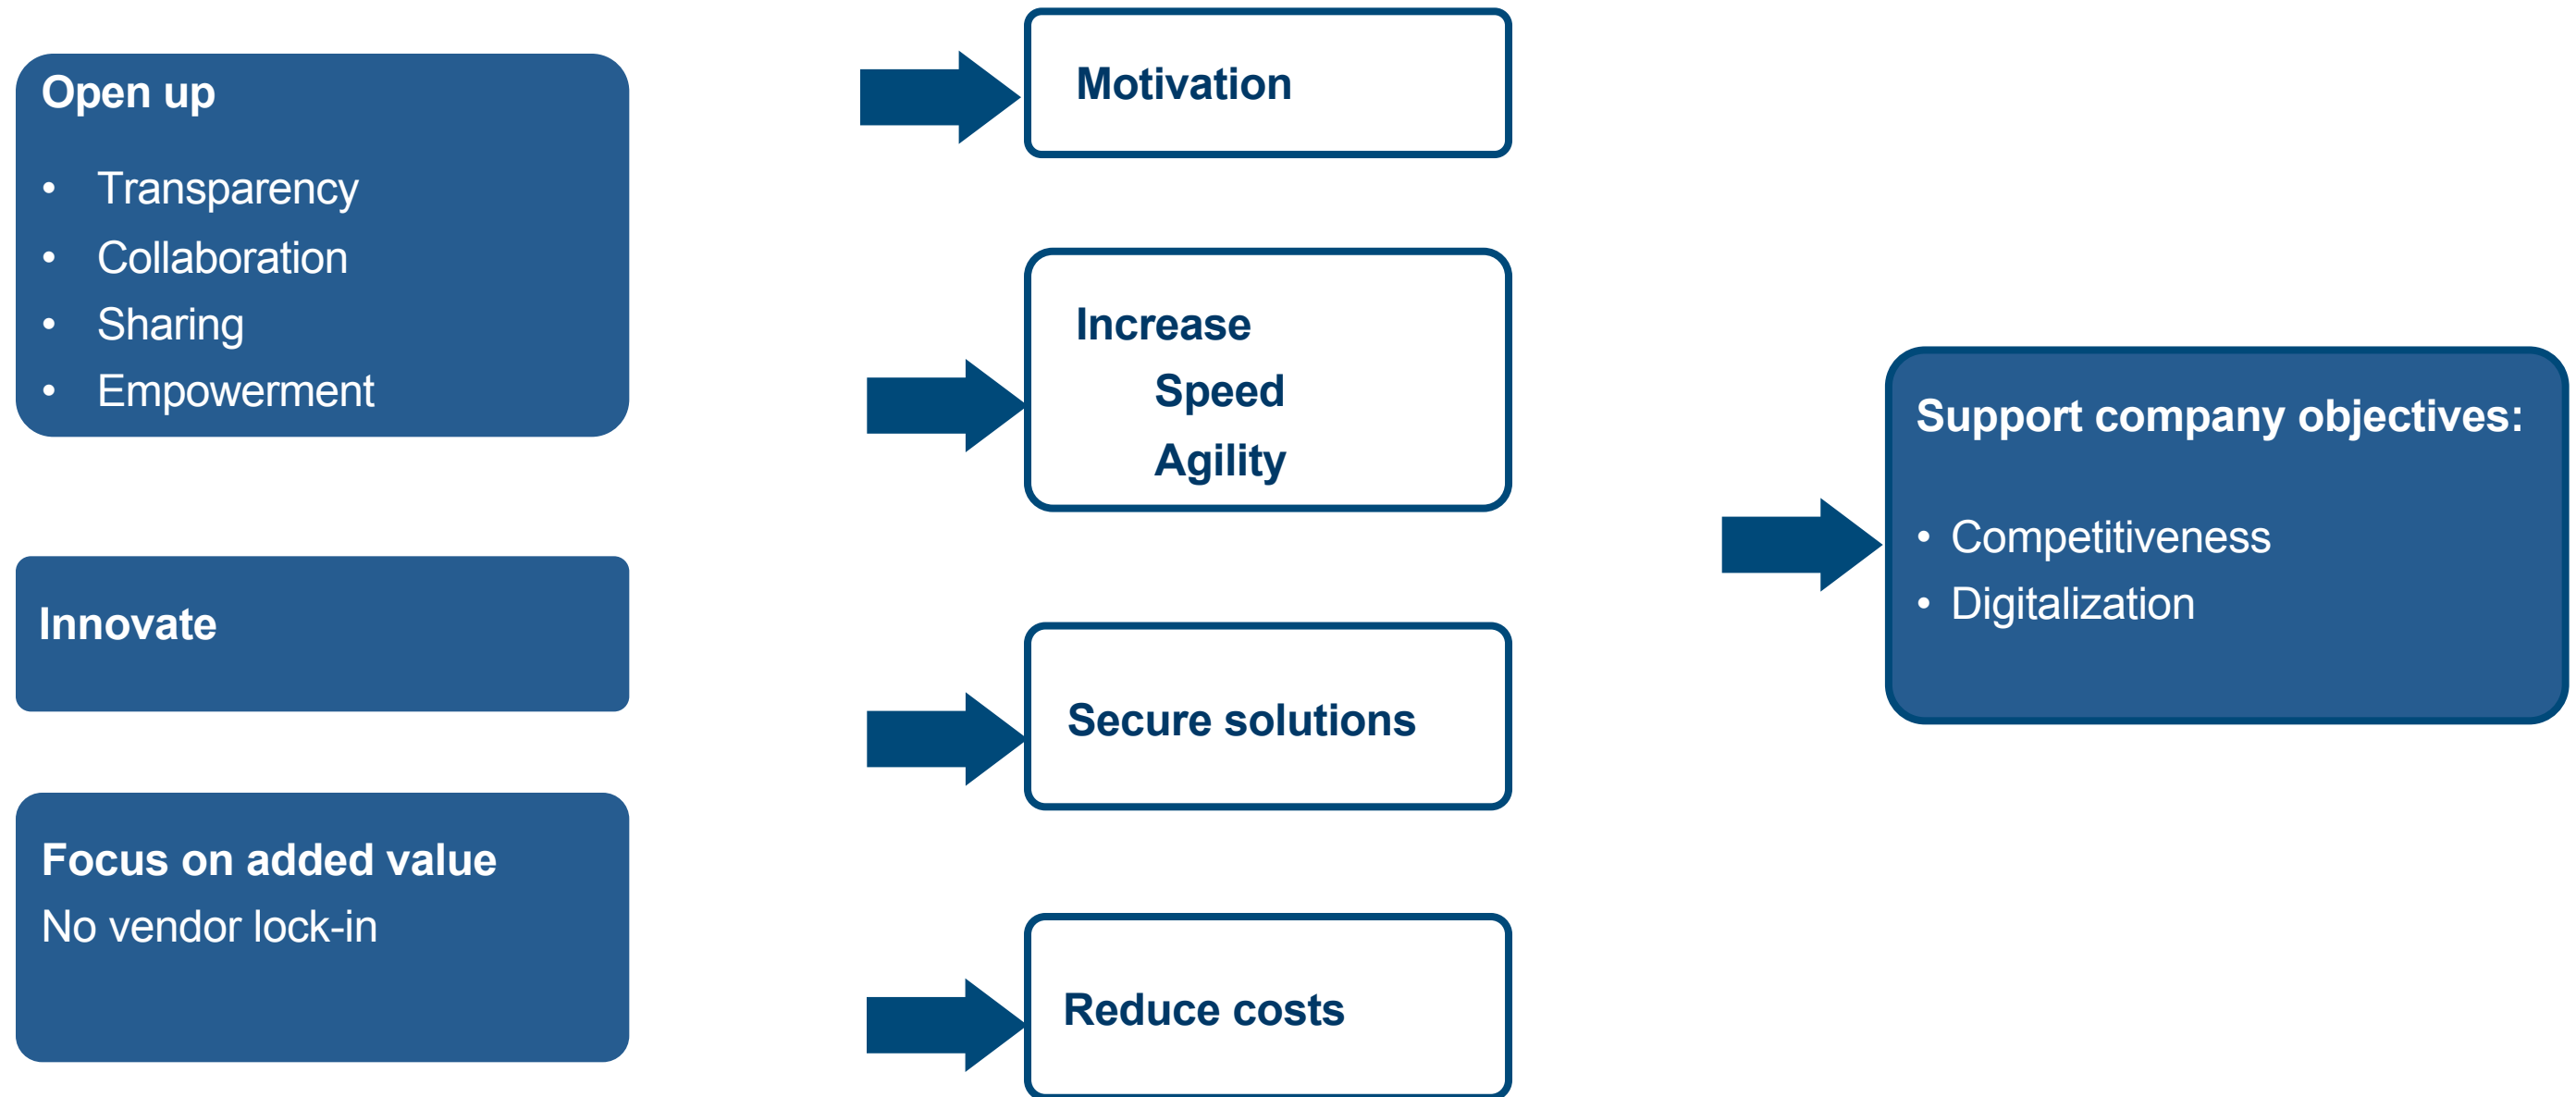 Open up
• Transparency
• Collaboration
• Sharing
• Empowerment
Innovate
Focus on added value
No vendor lock-in
Motivation
Increase
Speed
Agility
Secure solutions
Reduce costs
Support company objectives:
• Competitiveness
• Digitalization